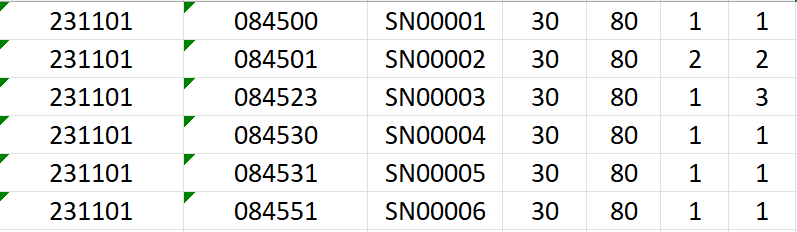 231101 084500 SN00001 30 80 1 1
231101 084501 SN00002 30 80 2 2
231101 084523 SN00003 30 80 1 3
231101 084530 SN00004 30 80 1 1
231101 084531 SN00005 30 80 1 1
231101 084551 SN00006 30 80 1 1